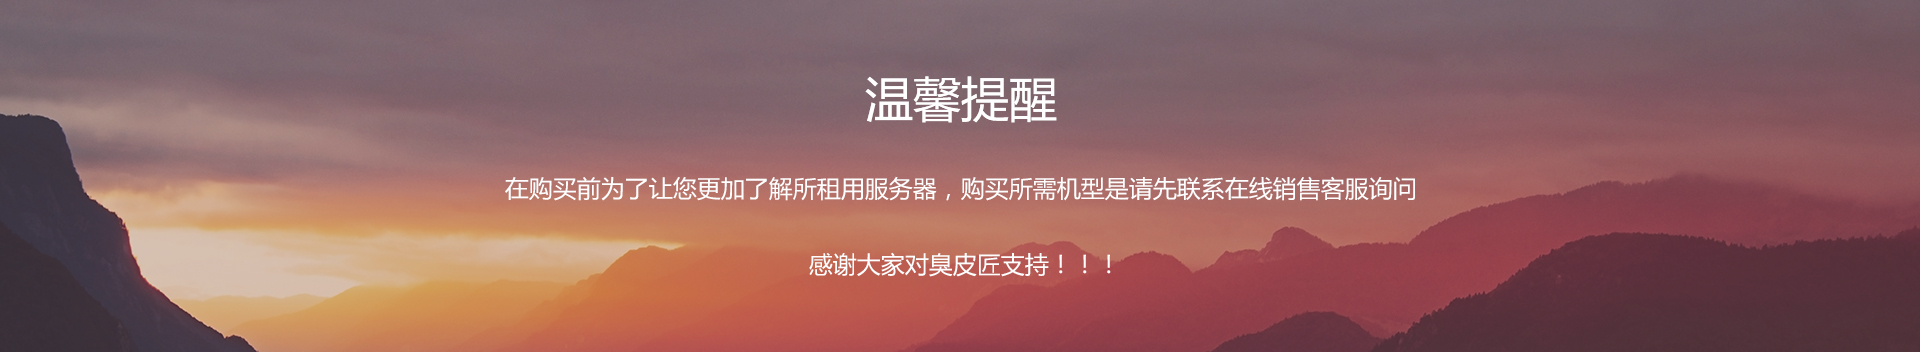 温馨提醒
在购买前为了让您更加了解所租用服务器，购买所需机型是请先联系在线销售客服询问
感谢大家对臭皮匠支持！！！